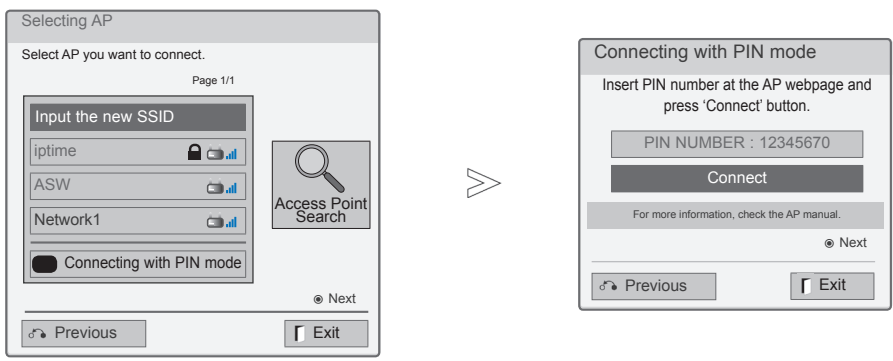 Selecting AP
Select AP you want to connect.
Page 1/1
Input the new SSID
iptime
ASW
Network1
Connecting with PIN mode
Access Point
Search
Next
Previous
Exit
Connecting with PIN mode
Insert PIN number at the AP webpage and
press ‘Connect’ button.
PIN NUMBER : 12345670
Connect
For more information, check the AP manual.
Next
Previous
Exit